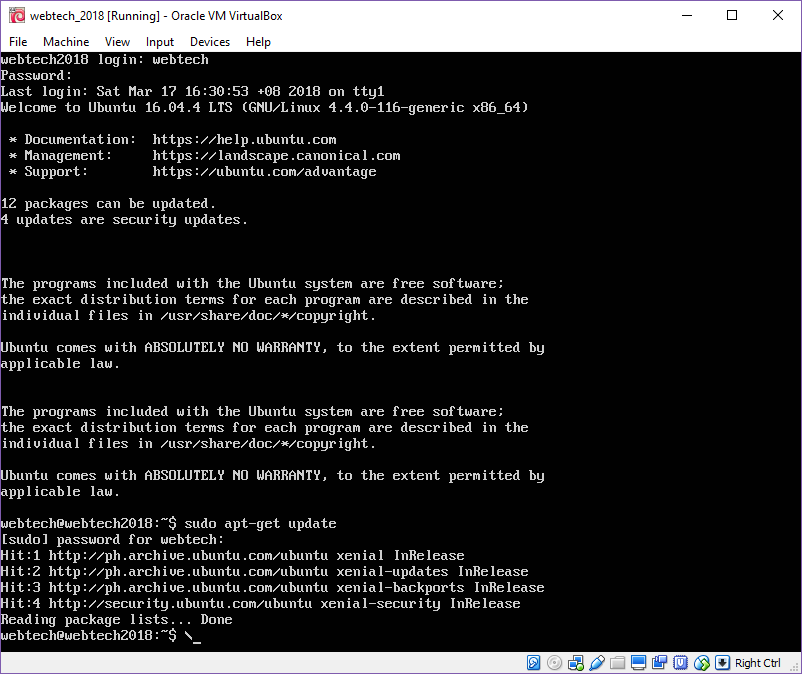 webtech_2018 [Running] - Oracle VM VirtualBox
File Machine View Input Devices Help
webtech2018 login: webtech
Password:
Last login: Sat Mar 17 16:30:53 +08 2018 on tty1
Welcome to Ubuntu 16.04.4 LTS (GNU/Linux 4.4.0-116-generic x86_64)
* Documentation:  https://help.ubuntu.com
* Management:     https://landscape.canonical.com
* Support:        https://ubuntu.com/advantage
12 packages can be updated.
4 updates are security updates.
The programs included with the Ubuntu system are free software;
the exact distribution terms for each program are described in the
individual files in /usr/share/doc/*/copyright.
Ubuntu comes with ABSOLUTELY NO WARRANTY, to the extent permitted by
applicable law.
The programs included with the Ubuntu system are free software;
the exact distribution terms for each program are described in the
individual files in /usr/share/doc/*/copyright.
Ubuntu comes with ABSOLUTELY NO WARRANTY, to the extent permitted by
applicable law.
webtech@webtech2018:~$ sudo apt-get update
[sudo] password for webtech:
Hit:1 http://ph.archive.ubuntu.com/ubuntu xenial InRelease
Hit:2 http://ph.archive.ubuntu.com/ubuntu xenial-updates InRelease
Hit:3 http://ph.archive.ubuntu.com/ubuntu xenial-backports InRelease
Hit:4 http://security.ubuntu.com/ubuntu xenial-security InRelease
Reading package lists... Done
webtech@webtech2018:~$ \_
Right Ctrl